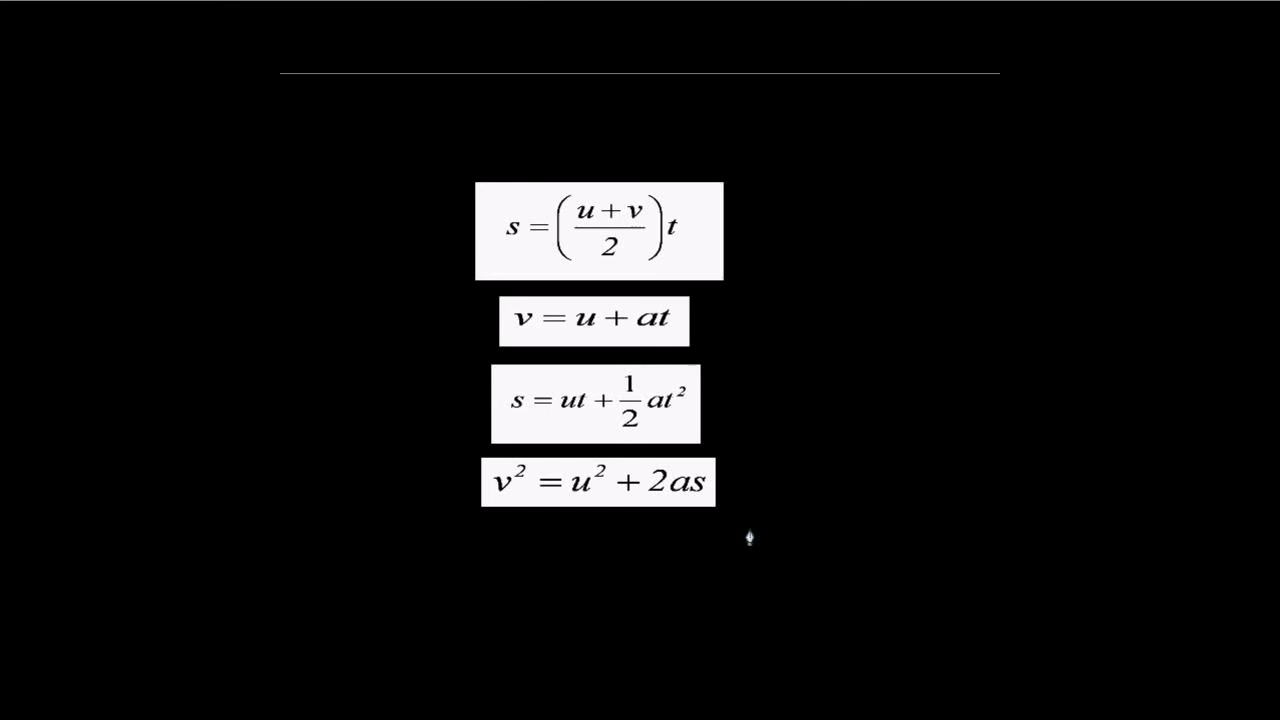 s = (u + v / 2) t
v = u + at
s = ut + 1/2 at²
v² = u² + 2as